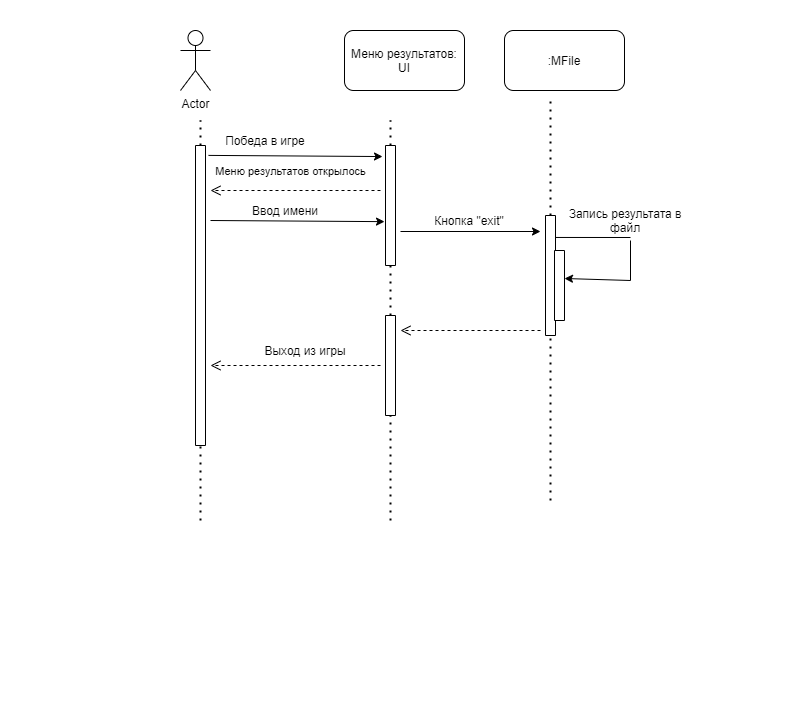 Меню результатов:
UI
:MFile
Actor
Победа в игре
Меню результатов открылось
Ввод имени
Кнопка "exit"
Запись результата в
файл
Выход из игры